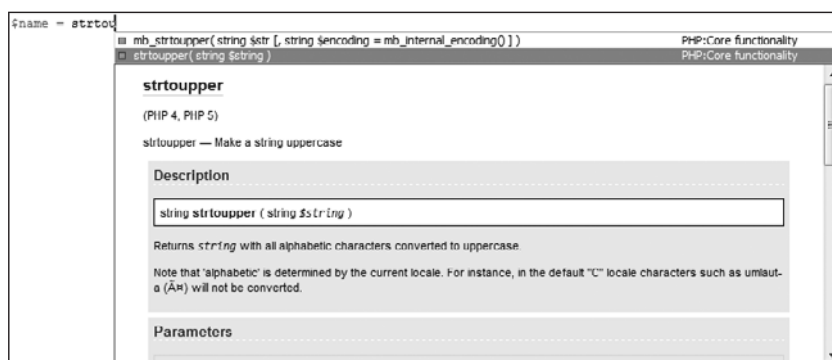 $name = strtou
mb_strtoupper( string $str [, string $encoding = mb_internal_encoding() ] ) PHP:Core functionality
strtoupper( string $string ) PHP:Core functionality
strtoupper
(PHP 4, PHP 5)
strtoupper — Make a string uppercase
Description
string strtoupper ( string $string )
Returns string with all alphabetic characters converted to uppercase.
Note that 'alphabetic' is determined by the current locale. For instance, in the default "C" locale characters such as umlaut-
a (Ã¤) will not be converted.
Parameters